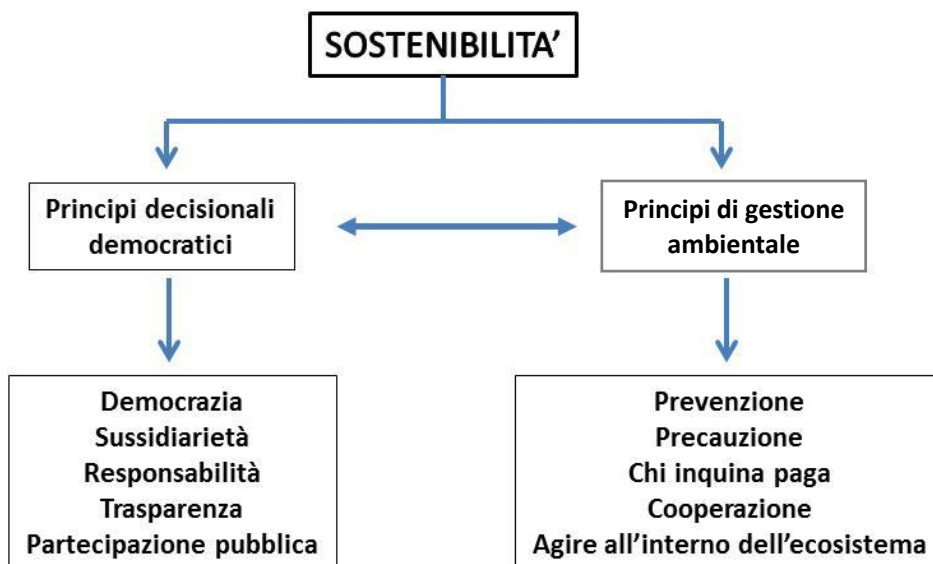 SOSTENIBILITA’
Principi decisionali
democratici
Principi di gestione
ambientale
Democrazia
Sussidiarietà
Responsabilità
Trasparenza
Partecipazione pubblica
Prevenzione
Precauzione
Chi inquina paga
Cooperazione
Agire all’interno dell’ecosistema